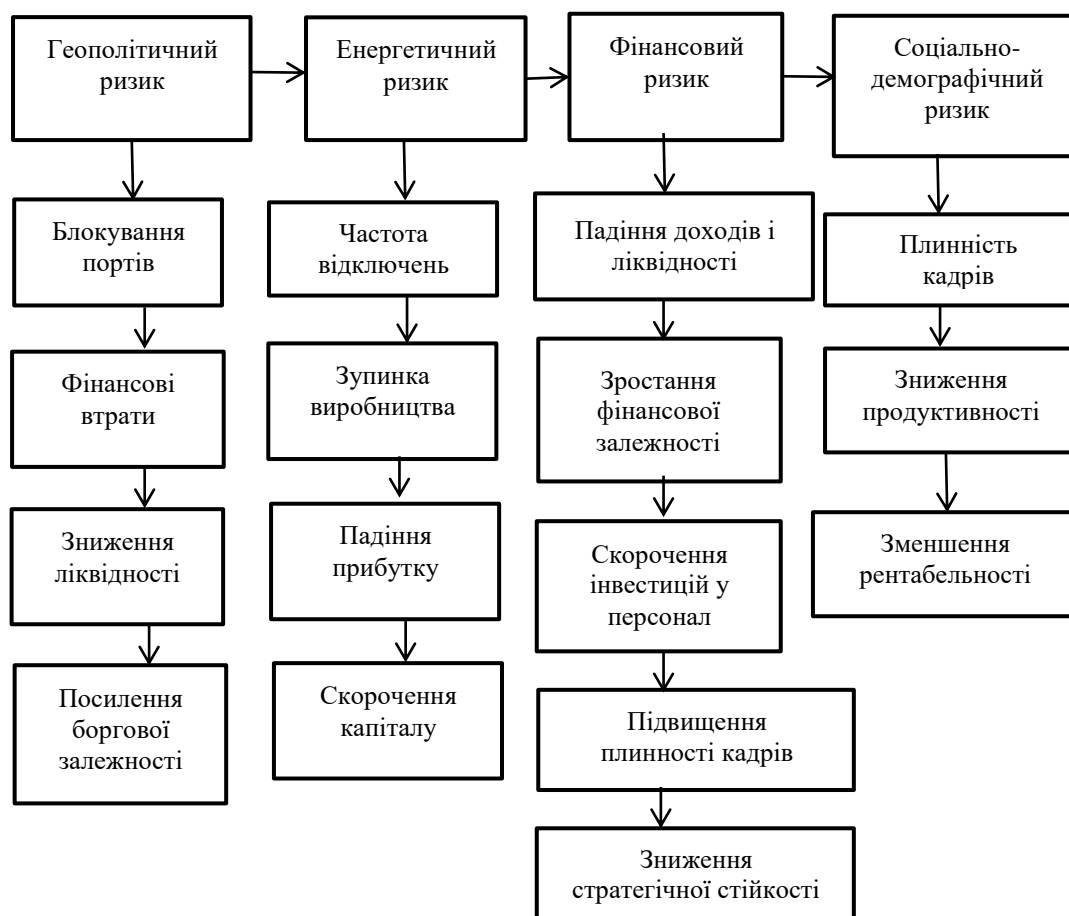 Геополітичний
ризик
Енергетичний
ризик
Фінансовий
ризик
Соціально-
демографічний
ризик
Блокування
портів
Фінансові
втрати
Зниження
ліквідності
Посилення
боргової
залежності
Частота
відключень
Зупинка
виробництва
Падіння
прибутку
Скорочення
капіталу
Падіння доходів і
ліквідності
Зростання
фінансової
залежності
Скорочення
інвестицій у
персонал
Підвищення
плинності кадрів
Зниження
стратегічної стійкості
Плинність
кадрів
Зниження
продуктивності
Зменшення
рентабельності